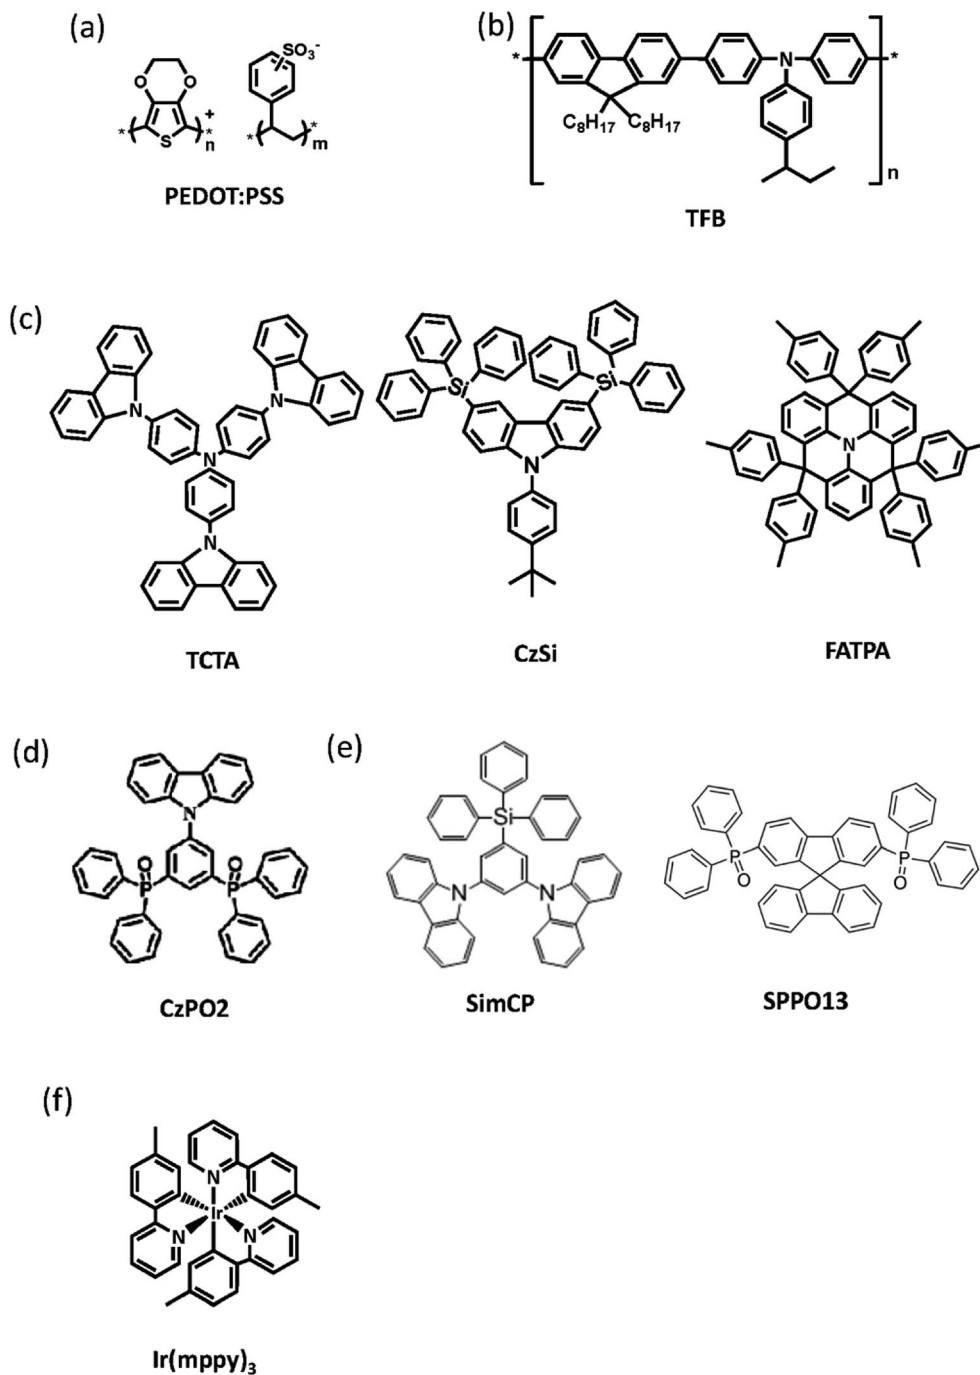 (a)
SO3-
O O
S
+
* ( ) *
n
* ( ) *
m
PEDOT:PSS
(b)
* N *
C8H17 C8H17
n
TFB
(c)
N N
N
N
TCTA
Si Si
N
CzSi
N
FATPA
(d)
N
O O
P P
CzPO2
(e)
Si
N N
SimCP
P P
O O
SPPO13
(f)
N
Ir
N N
Ir(mppy)3